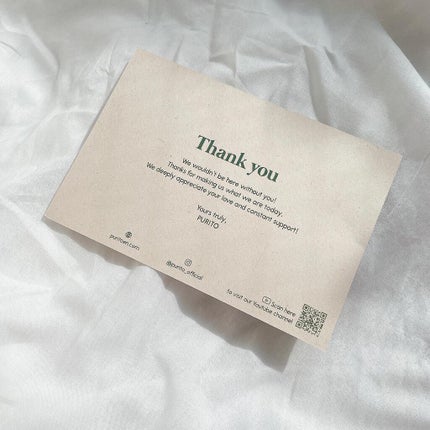 Thank you
We wouldn't be here without you!
Thanks for making us what we are today.
We deeply appreciate your love and constant support!
Yours truly,
PURITO
puritoen.com
@purito_official
Scan here
to visit our Youtube channel